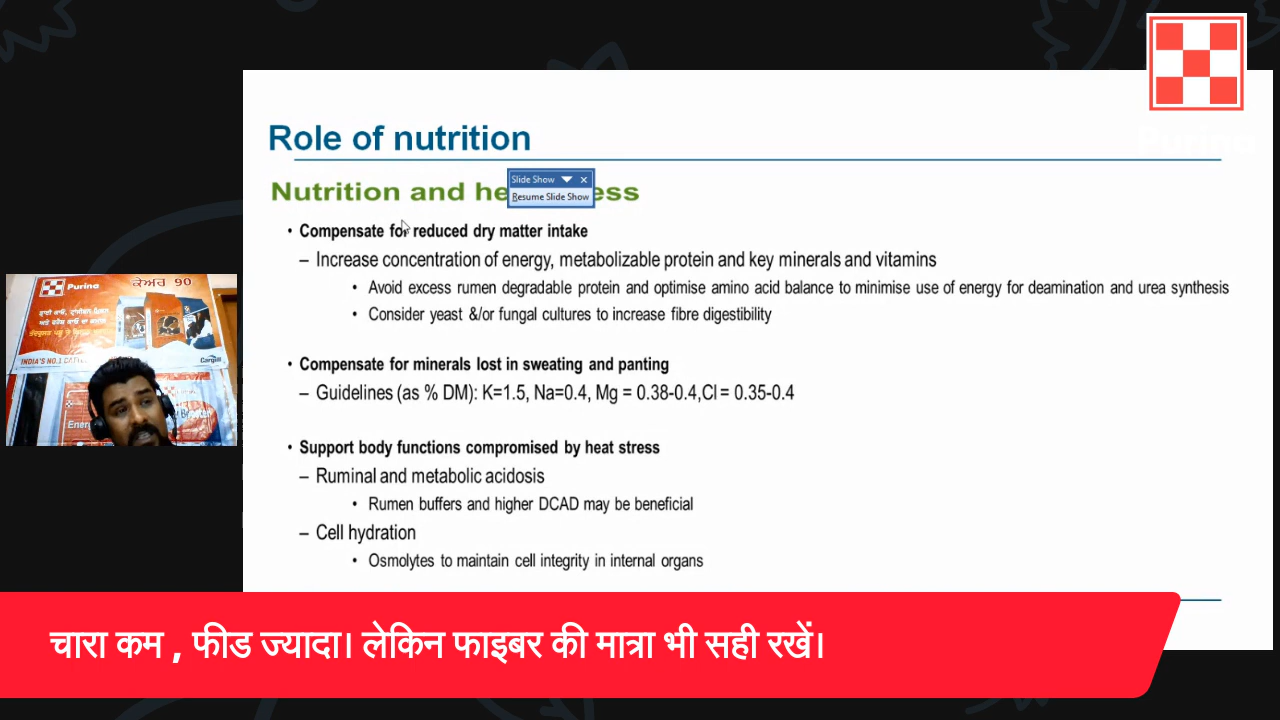 Purina
Role of nutrition
Slide Show
Resume Slide Show
Nutrition and he ess
• Compensate for reduced dry matter intake
– Increase concentration of energy, metabolizable protein and key minerals and vitamins
• Avoid excess rumen degradable protein and optimise amino acid balance to minimise use of energy for deamination and urea synthesis
• Consider yeast &/or fungal cultures to increase fibre digestibility
• Compensate for minerals lost in sweating and panting
– Guidelines (as % DM): K=1.5, Na=0.4, Mg = 0.38-0.4,Cl = 0.35-0.4
• Support body functions compromised by heat stress
– Ruminal and metabolic acidosis
• Rumen buffers and higher DCAD may be beneficial
– Cell hydration
• Osmolytes to maintain cell integrity in internal organs
Purina
ਕੇਅਰ 90
INDIA'S NO.1
Cargill
चारा कम , फीड ज्यादा। लेकिन फाइबर की मात्रा भी सही रखें।